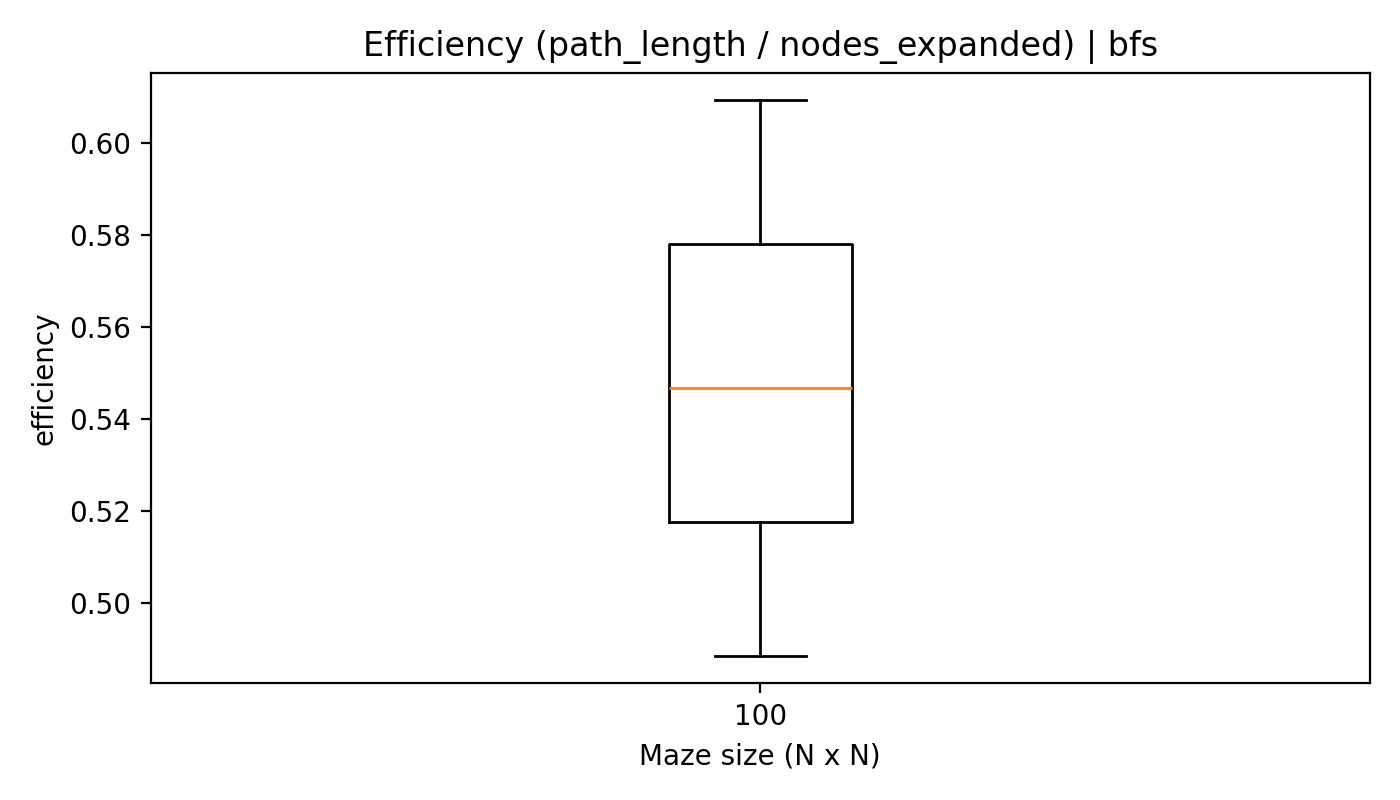 Efficiency (path_length / nodes_expanded) | bfs
efficiency
0.60
0.58
0.56
0.54
0.52
0.50
100
Maze size (N x N)